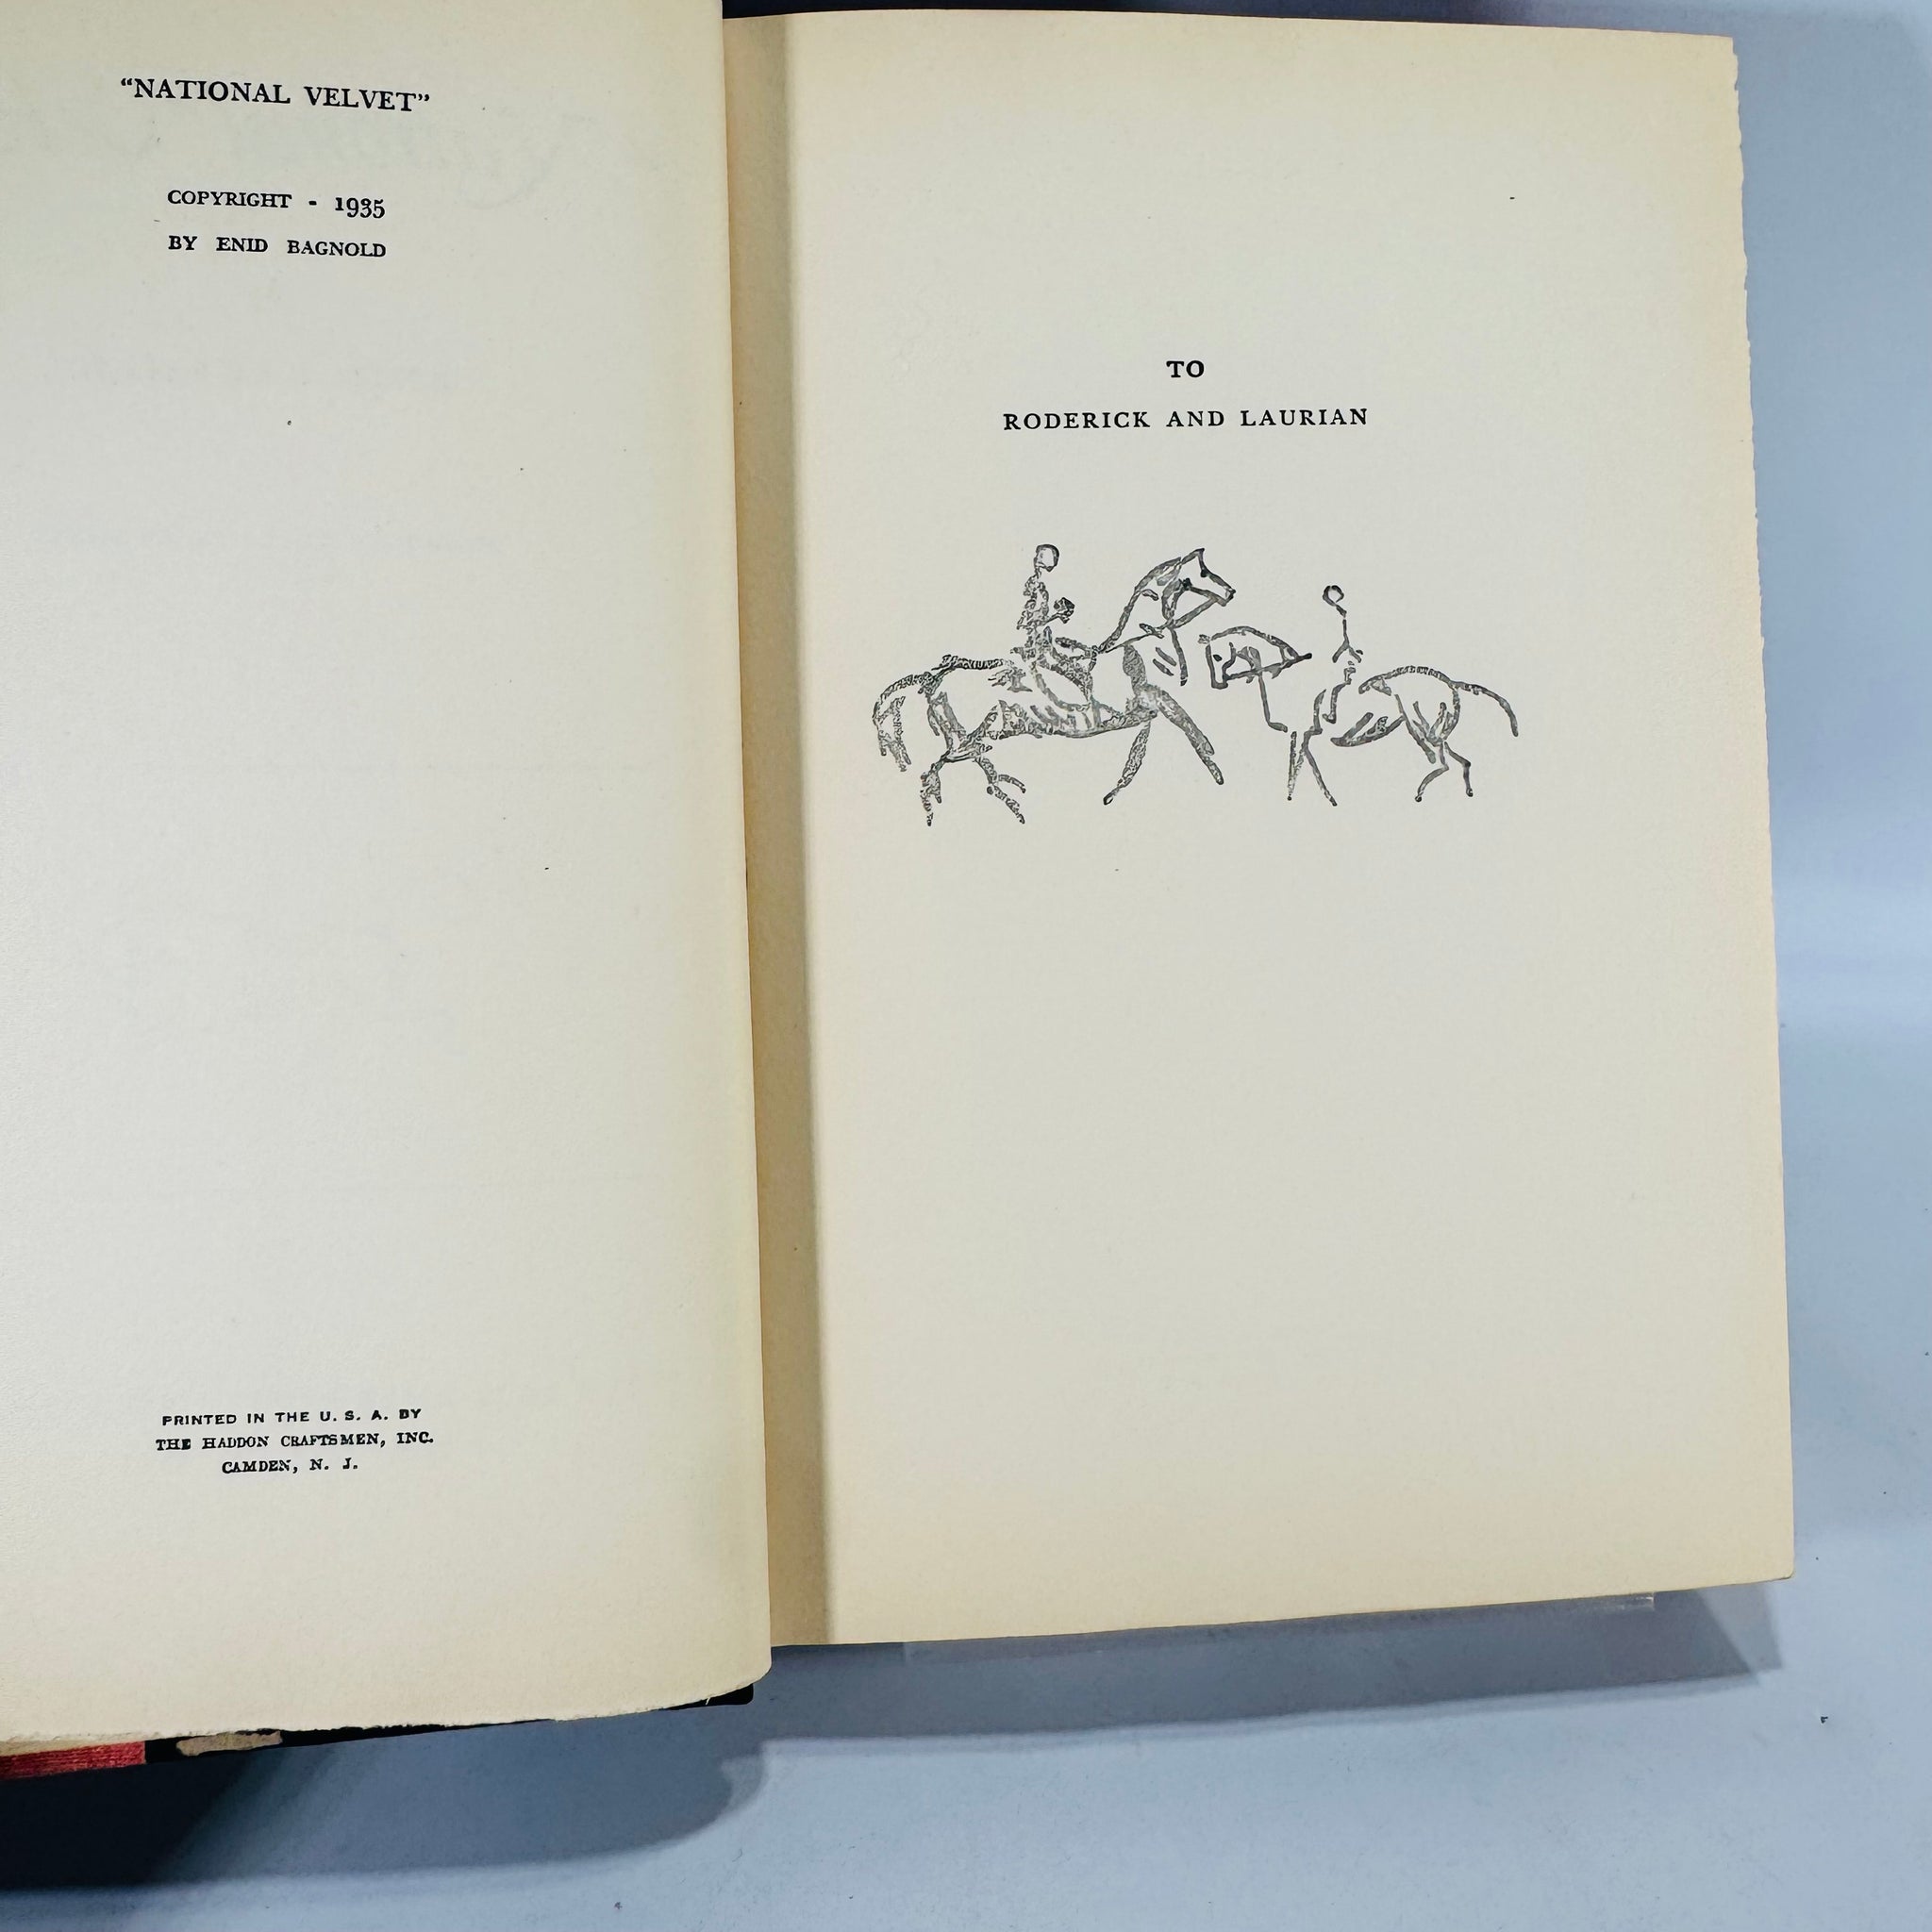 "NATIONAL VELVET"
COPYRIGHT - 1935
BY ENID BAGNOLD
PRINTED IN THE U. S. A. BY
THE HADDON CRAFTSMEN, INC.
CAMDEN, N. J.
TO
RODERICK AND LAURIAN